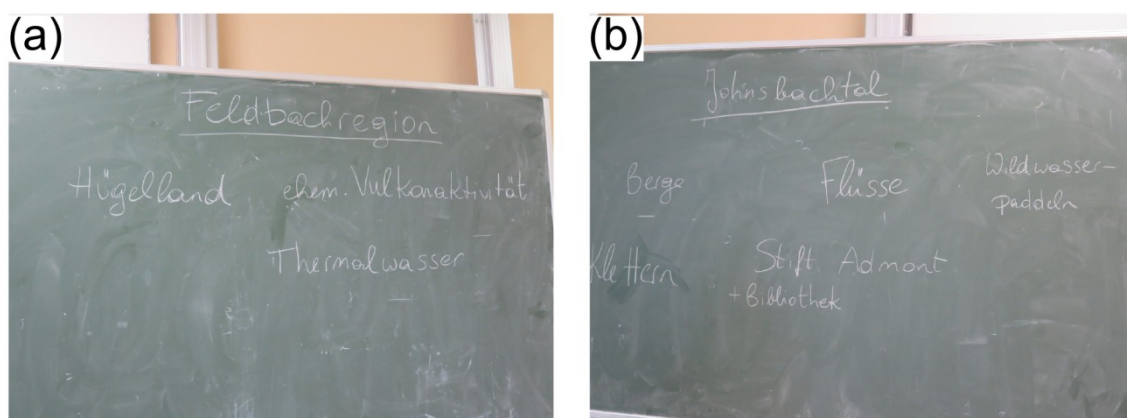 (a)
Feldbachregion
Hügelland ehem. Vulkanaktivität
Thermalwasser
(b)
Johnsbachtal
Berge Flüsse Wildwasser-
paddeln
Klettern Stift Admont
+Bibliothek